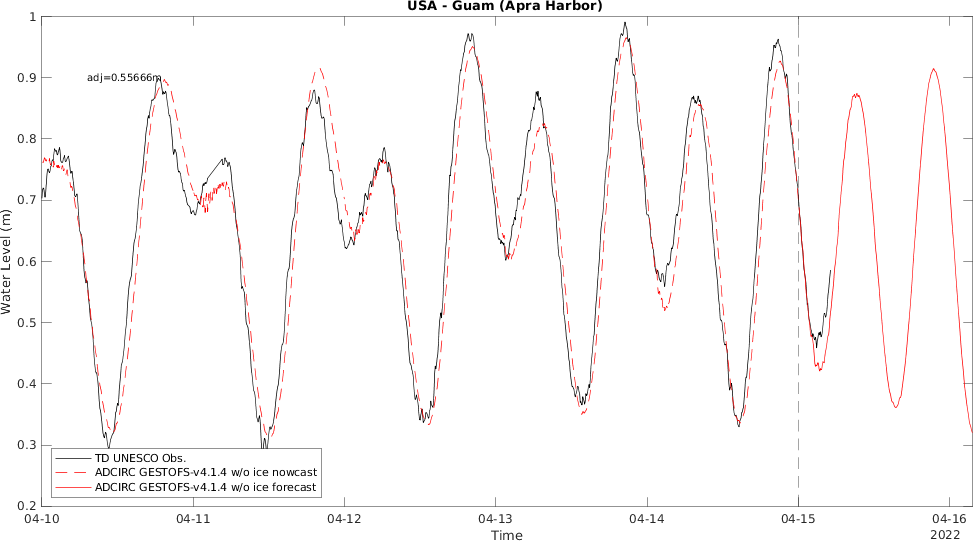 USA - Guam (Apra Harbor)
1
0.9
0.8
0.7
0.6
0.5
0.4
0.3
0.2
Water Level (m)
adj=0.55666m
TD UNESCO Obs.
ADCIRC GESTOFS-v4.1.4 w/o ice nowcast
ADCIRC GESTOFS-v4.1.4 w/o ice forecast
04-10 04-11 04-12 04-13 04-14 04-15 04-16
Time
2022